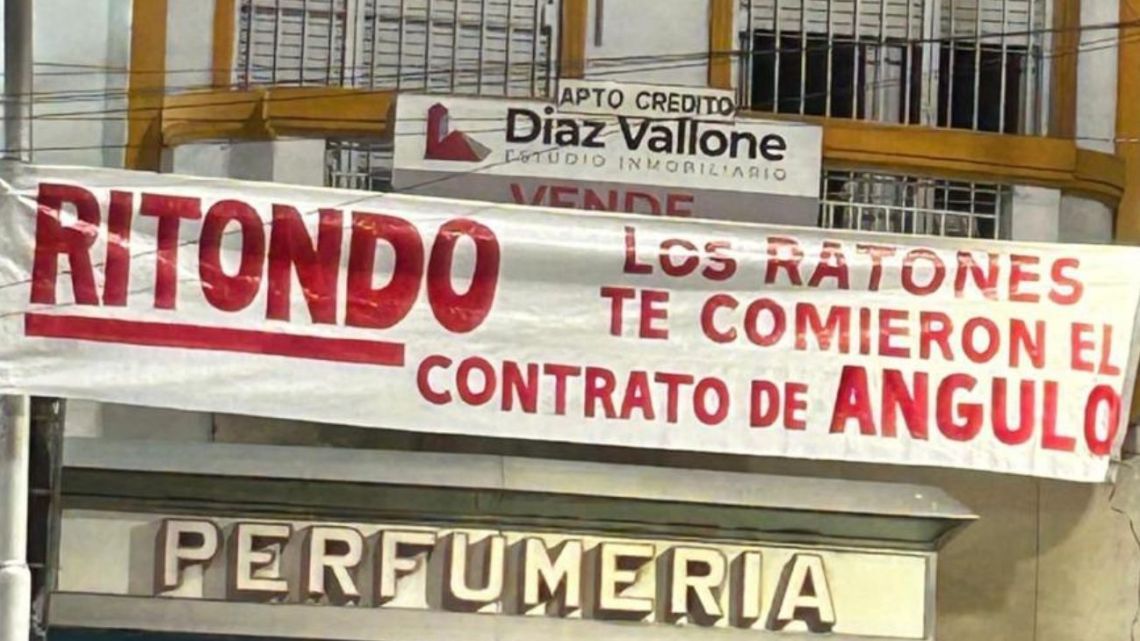 APTO CREDITO
Diaz Vallone
ESTUDIO INMOBILIARIO
VENDE
RITONDO
LOS RATONES
TE COMIERON EL
CONTRATO DE ANGULO
PERFUMERIA